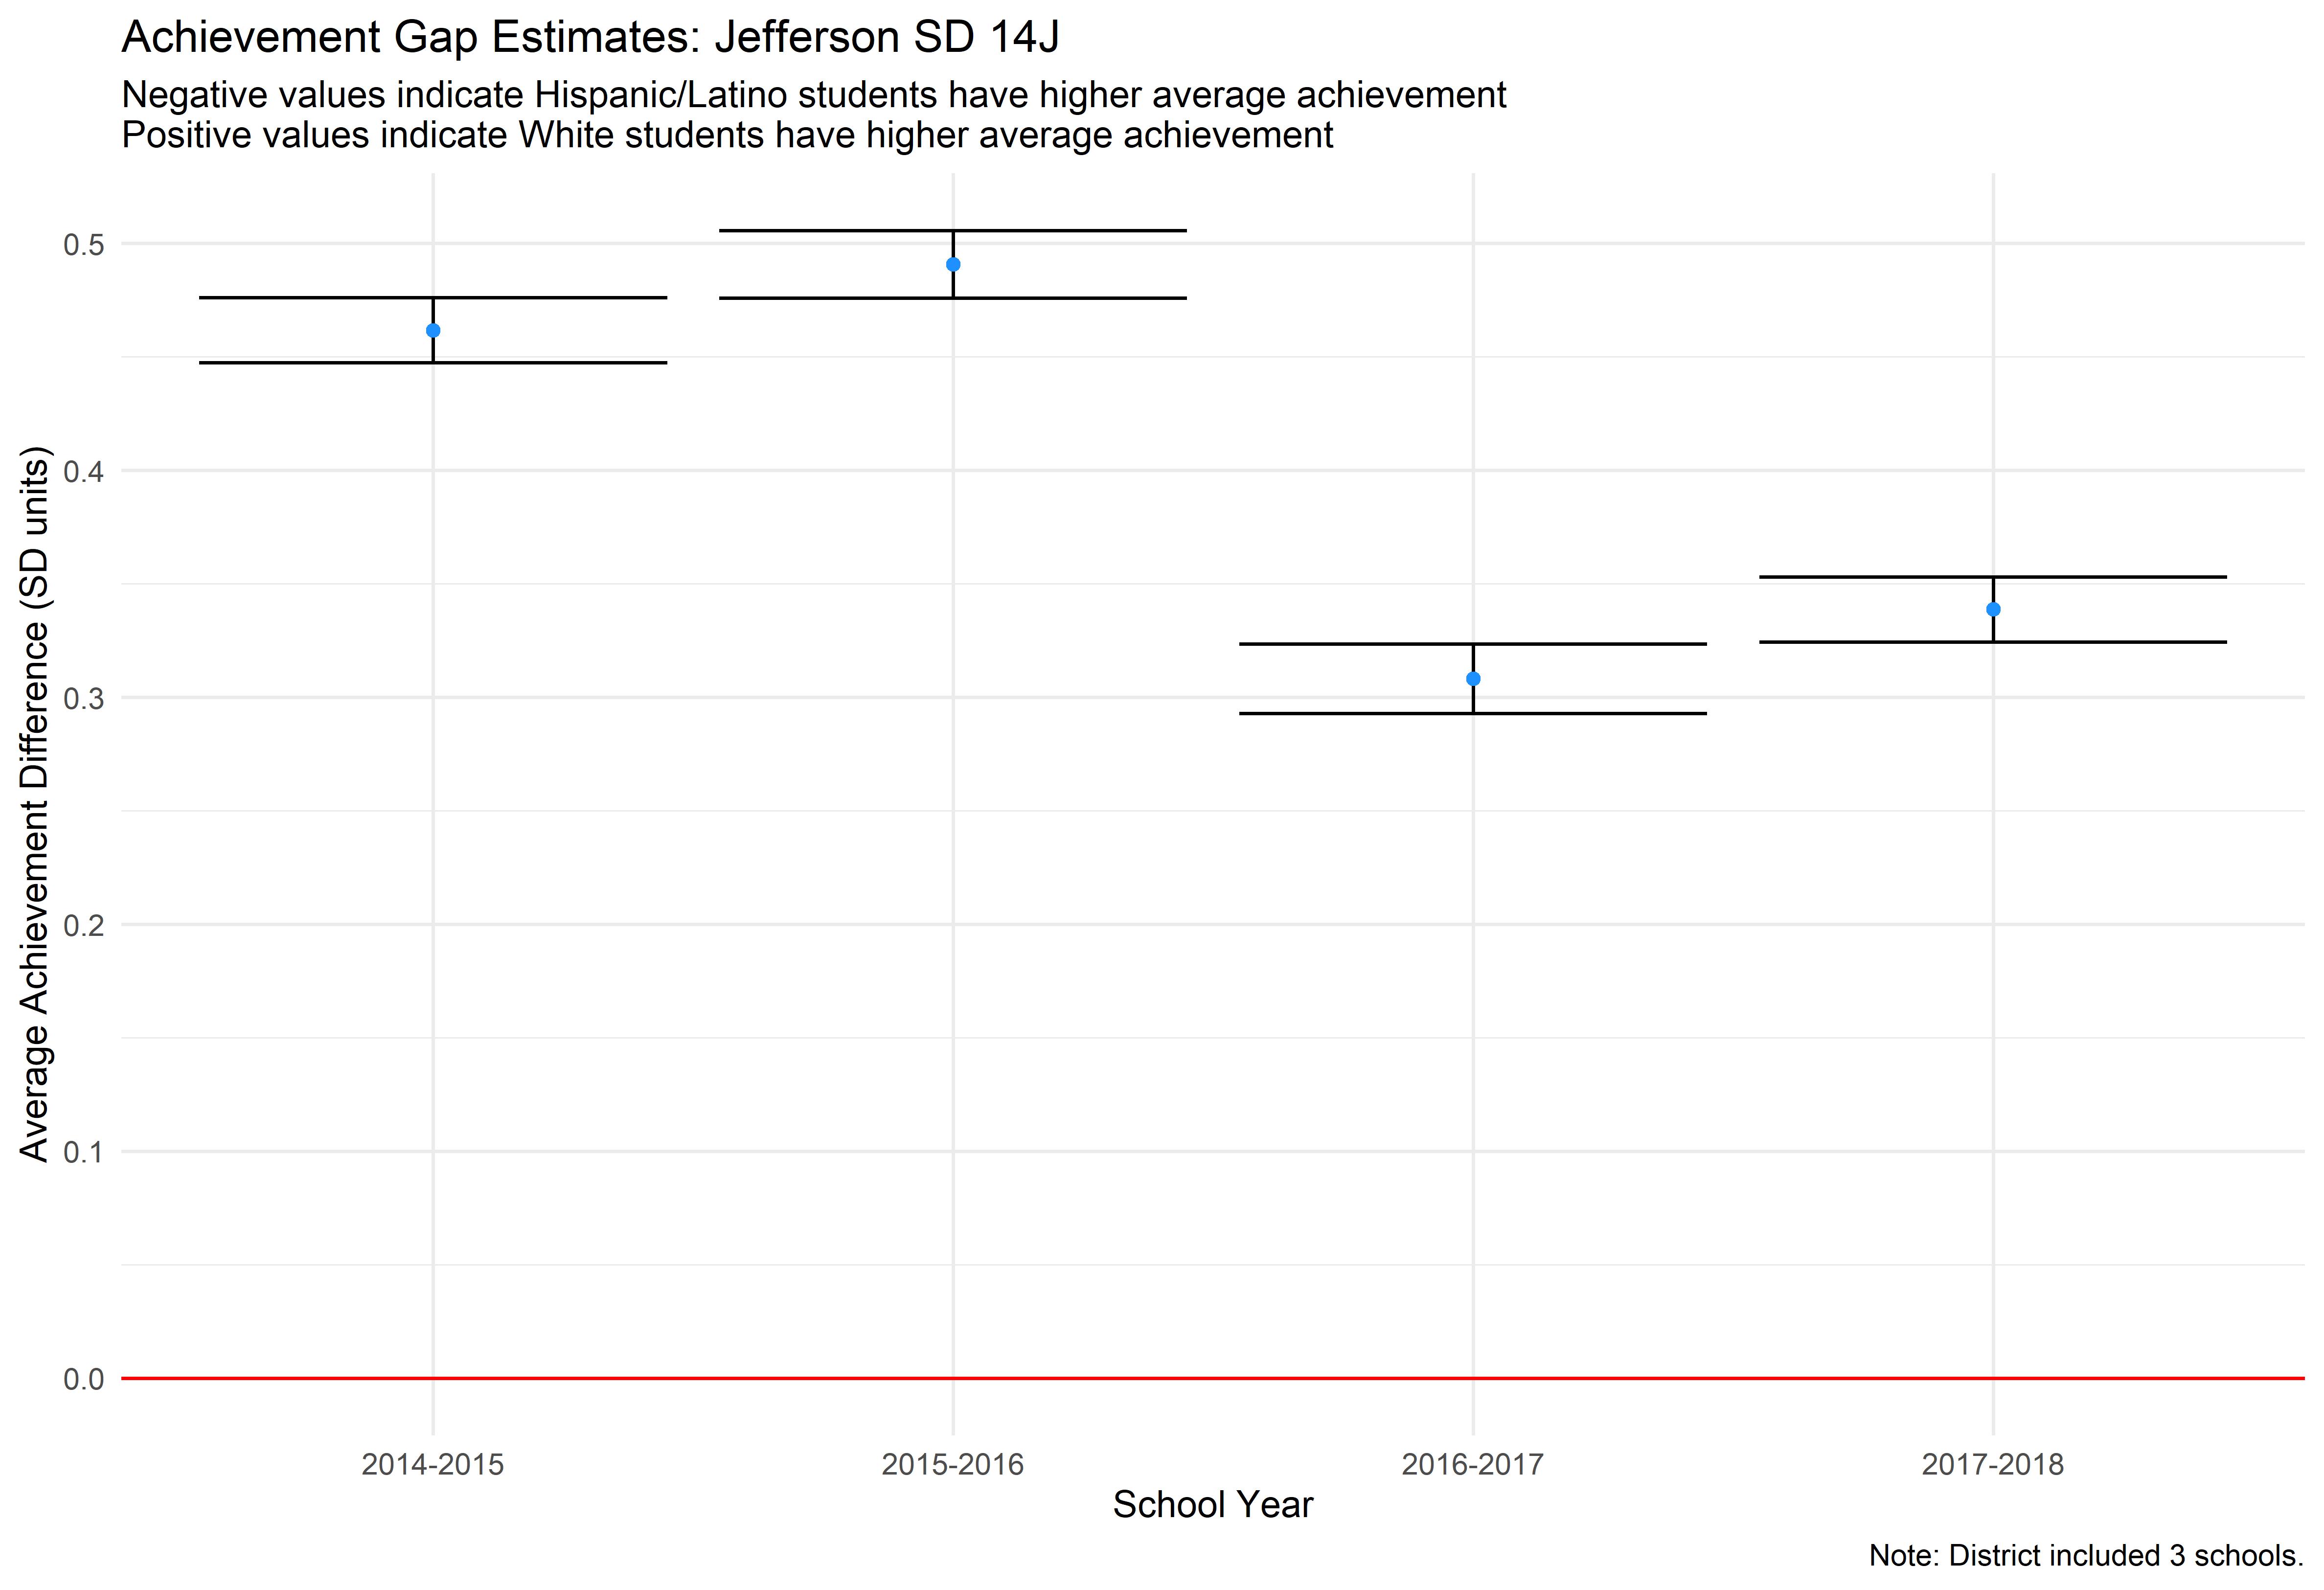 Achievement Gap Estimates: Jefferson SD 14J
Negative values indicate Hispanic/Latino students have higher average achievement
Positive values indicate White students have higher average achievement
Average Achievement Difference (SD units)
0.5
0.4
0.3
0.2
0.1
0.0
2014-2015
2015-2016
2016-2017
2017-2018
School Year
Note: District included 3 schools.